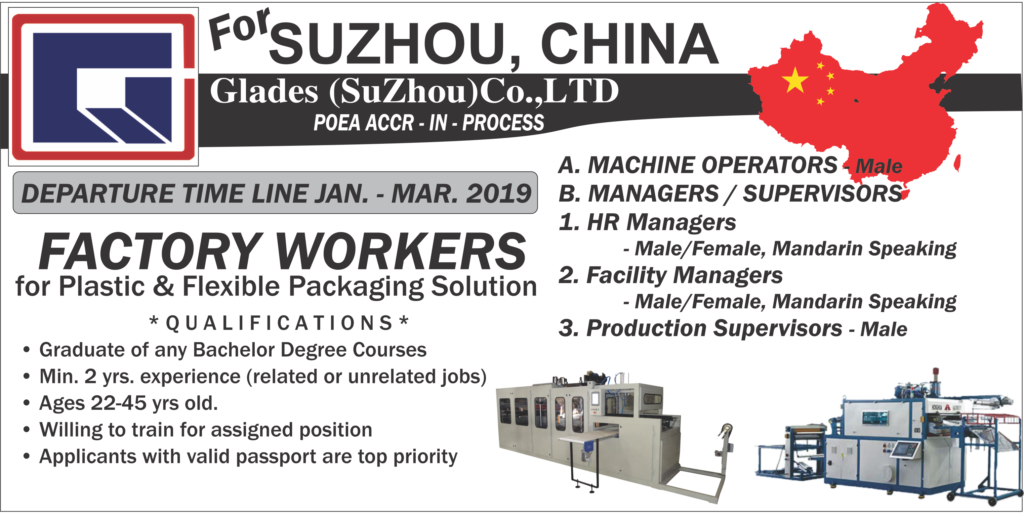 For SUZHOU, CHINA
Glades (SuZhou)Co.,LTD
POEA ACCR - IN - PROCESS
DEPARTURE TIME LINE JAN. - MAR. 2019
FACTORY WORKERS
for Plastic & Flexible Packaging Solution
* Q U A L I F I C A T I O N S *
• Graduate of any Bachelor Degree Courses
• Min. 2 yrs. experience (related or unrelated jobs)
• Ages 22-45 yrs old.
• Willing to train for assigned position
• Applicants with valid passport are top priority
A. MACHINE OPERATORS - Male
B. MANAGERS / SUPERVISORS
1. HR Managers
- Male/Female, Mandarin Speaking
2. Facility Managers
- Male/Female, Mandarin Speaking
3. Production Supervisors - Male